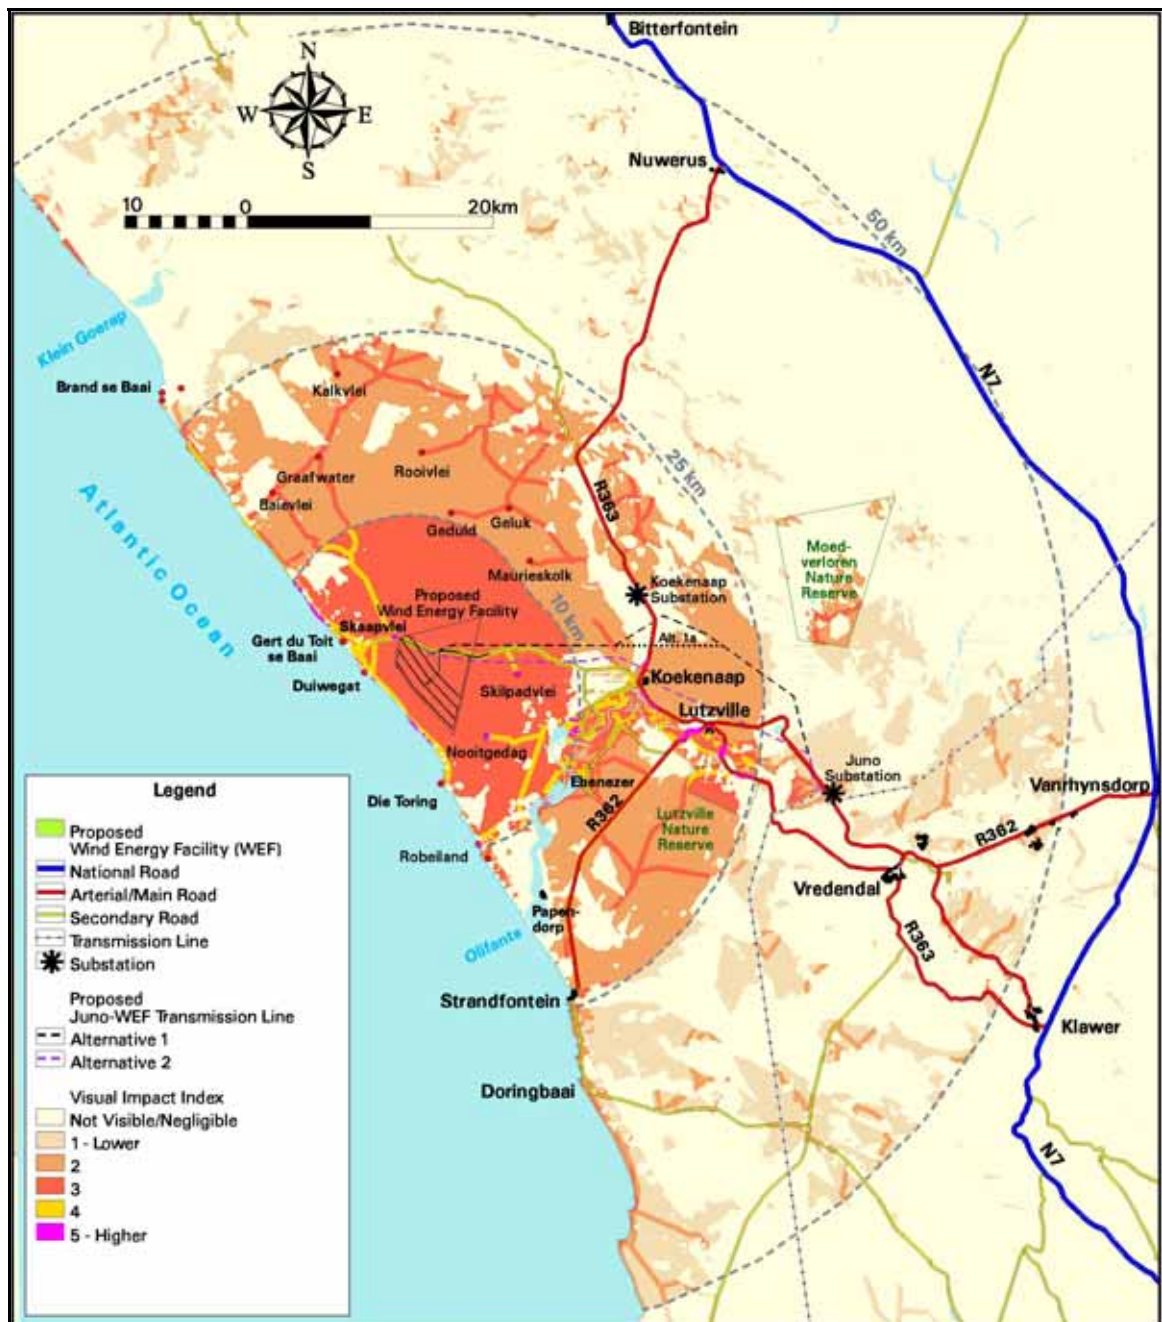 Bitterfontein
N
W
E
S
Nuwerus
10
0
20km
50 km
Klein Goerap
Kalkvlei
Brand se Baai
N7
25 km
Rooivlei
Graafwater
R363
Baievlei
Geduld
Geluk
Atlantic Ocean
Moed-
verloren
Nature
Reserve
Maurieskolk
Koekenaap
Substation
Proposed
Wind Energy Facility
10 km
Skaapvlei
Alt. 1a
Gert du Toit
se Baai
Koekenaap
Duiwegat
Skilpadvlei
Lutzville
Nooitgedag
Juno
Substation
Ebenezer
Vanrhynsdorp
Die Toring
R362
Lutzville
Nature
Reserve
R362
Robeiland
Vredendal
Papen-
dorp
R363
Olifante
Strandfontein
Klawer
Doringbaai
N7
Legend
Proposed
Wind Energy Facility (WEF)
National Road
Arterial/Main Road
Secondary Road
Transmission Line
Substation
Proposed
Juno-WEF Transmission Line
Alternative 1
Alternative 2
Visual Impact Index
Not Visible/Negligible
1 - Lower
2
3
4
5 - Higher